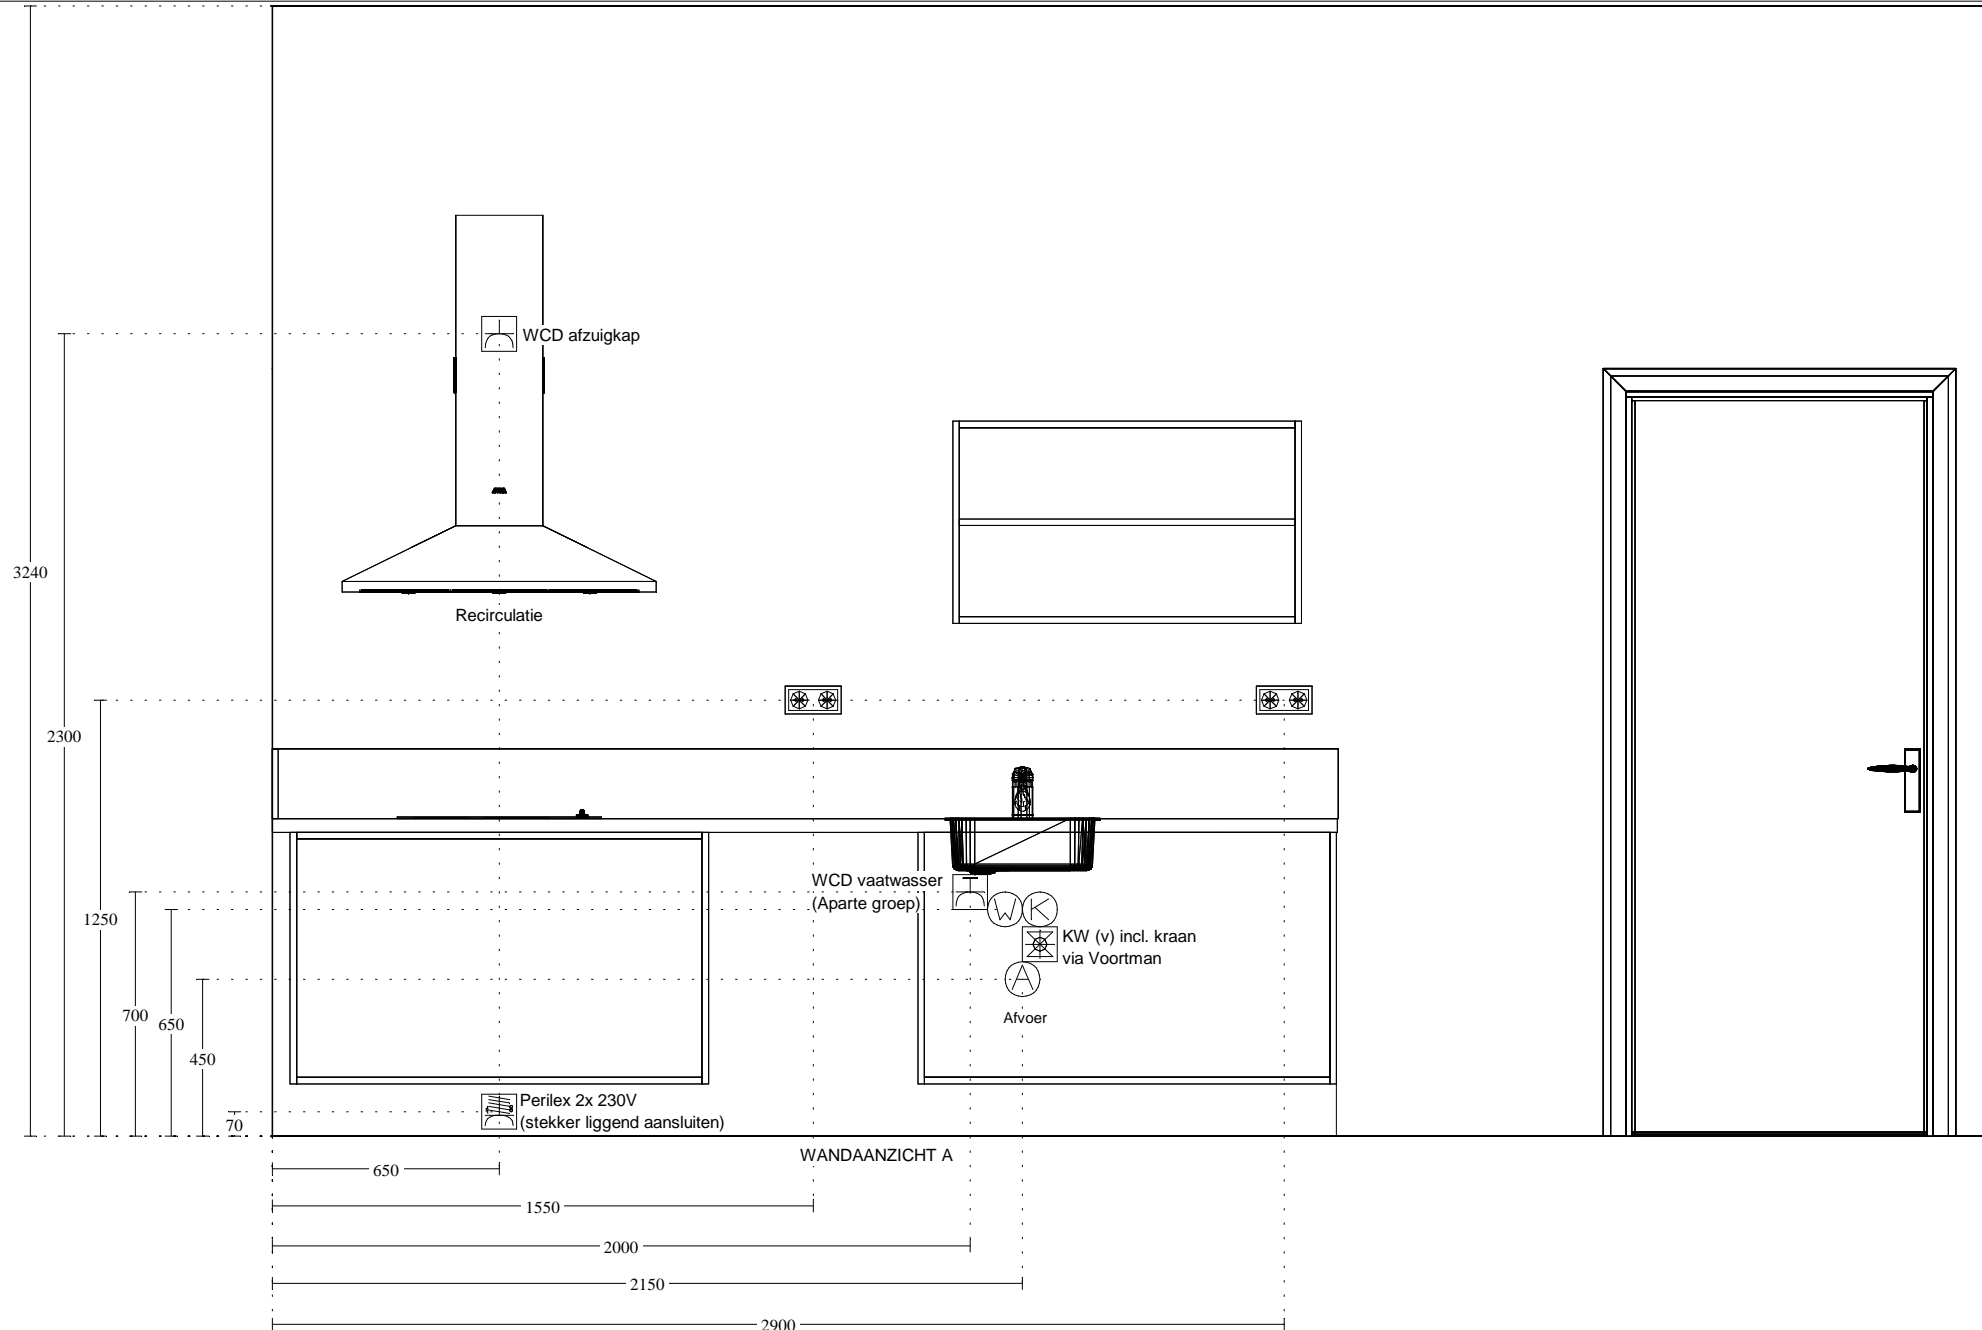 WCD afzuigkap
3240
Recirculatie
2300
WCD vaatwasser
(Aparte groep)
1250
W K
KW (v) incl. kraan
via Voortman
A
700
650
Afvoer
450
Perilex 2x 230V
(stekker liggend aansluiten)
70
WANDAANZICHT A
650
1550
2000
2150
2900